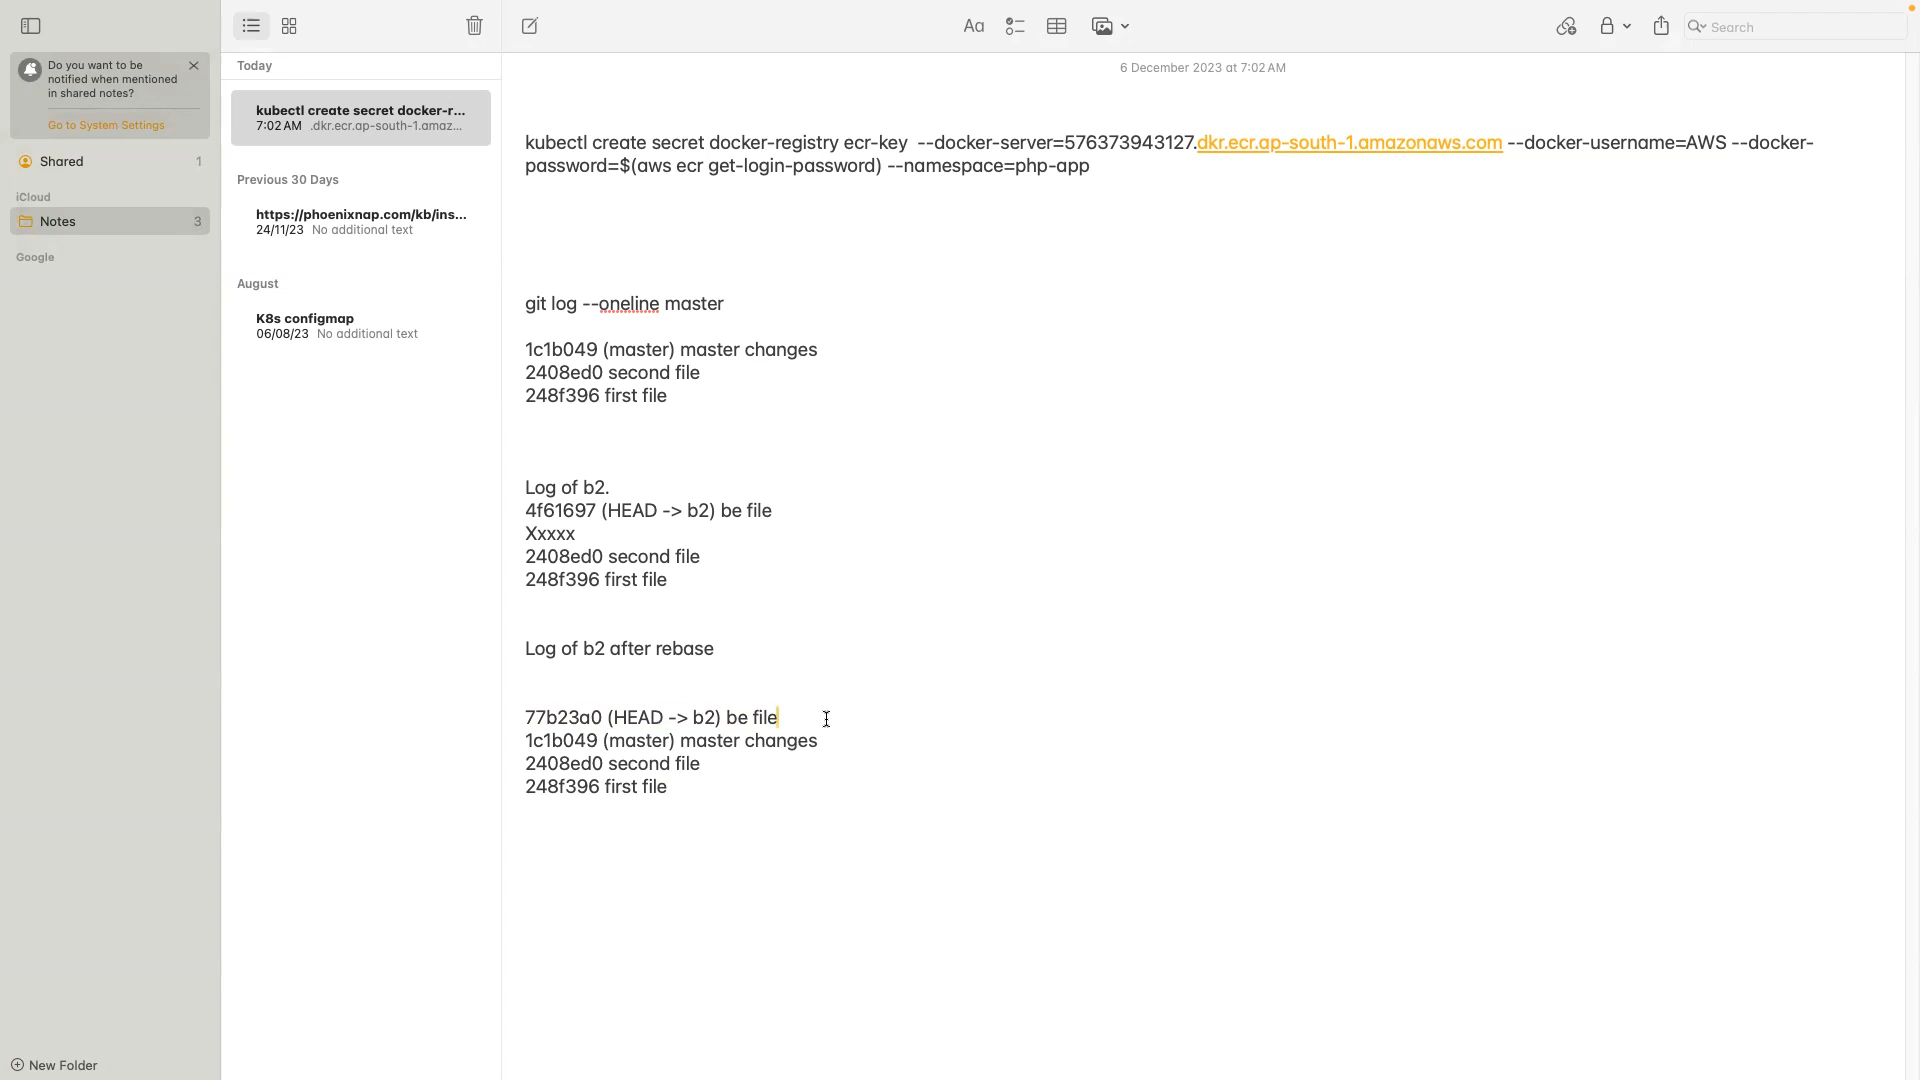 Search
Do you want to be
notified when mentioned
in shared notes?
Go to System Settings
Shared 1
iCloud
Notes 3
Google
New Folder
Today
kubectl create secret docker-r...
7:02 AM .dkr.ecr.ap-south-1.amaz...
Previous 30 Days
https://phoenixnap.com/kb/ins...
24/11/23 No additional text
August
K8s configmap
06/08/23 No additional text
Aa
6 December 2023 at 7:02 AM
kubectl create secret docker-registry ecr-key --docker-server=576373943127.dkr.ecr.ap-south-1.amazonaws.com --docker-username=AWS --docker-
password=$(aws ecr get-login-password) --namespace=php-app
git log --oneline master
1c1b049 (master) master changes
2408ed0 second file
248f396 first file
Log of b2.
4f61697 (HEAD -> b2) be file
Xxxxx
2408ed0 second file
248f396 first file
Log of b2 after rebase
77b23a0 (HEAD -> b2) be file
1c1b049 (master) master changes
2408ed0 second file
248f396 first file